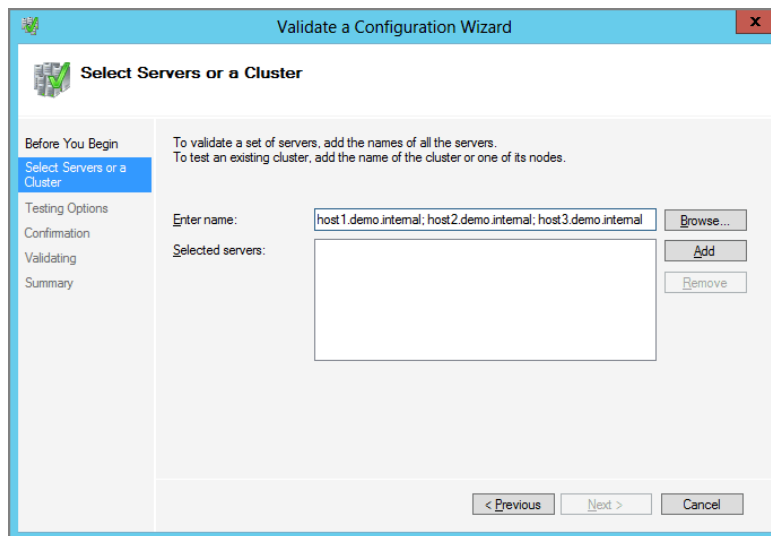 Validate a Configuration Wizard
x
Select Servers or a Cluster
Before You Begin
Select Servers or a
Cluster
Testing Options
Confirmation
Validating
Summary
To validate a set of servers, add the names of all the servers.
To test an existing cluster, add the name of the cluster or one of its nodes.
Enter name:
host1.demo.internal; host2.demo.internal; host3.demo.internal
Browse...
Selected servers:
Add
Remove
< Previous
Next >
Cancel